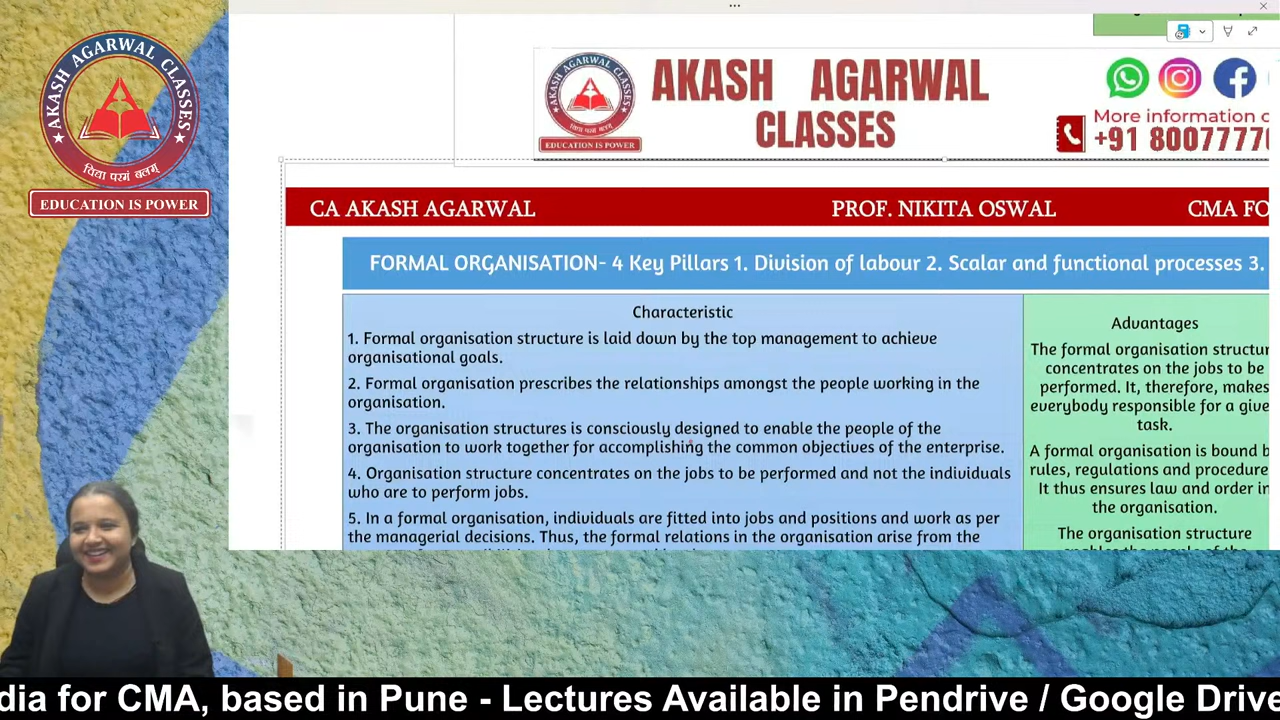 AKASH AGARWAL CLASSES
विद्या परमं बलम्
EDUCATION IS POWER
AKASH AGARWAL CLASSES
विद्या परमं बलम्
EDUCATION IS POWER
AKASH AGARWAL
CLASSES
More information
+91 8007777
CA AKASH AGARWAL
PROF. NIKITA OSWAL
CMA FO
FORMAL ORGANISATION- 4 Key Pillars 1. Division of labour 2. Scalar and functional processes 3.
Characteristic
1. Formal organisation structure is laid down by the top management to achieve
organisational goals.
2. Formal organisation prescribes the relationships amongst the people working in the
organisation.
3. The organisation structures is consciously designed to enable the people of the
organisation to work together for accomplishing the common objectives of the enterprise.
4. Organisation structure concentrates on the jobs to be performed and not the individuals
who are to perform jobs.
5. In a formal organisation, individuals are fitted into jobs and positions and work as per
the managerial decisions. Thus, the formal relations in the organisation arise from the
Advantages
The formal organisation structur
concentrates on the jobs to be
performed. It, therefore, makes
everybody responsible for a give
task.
A formal organisation is bound b
rules, regulations and procedure
It thus ensures law and order in
the organisation.
The organisation structure
dia for CMA, based in Pune - Lectures Available in Pendrive / Google Drive